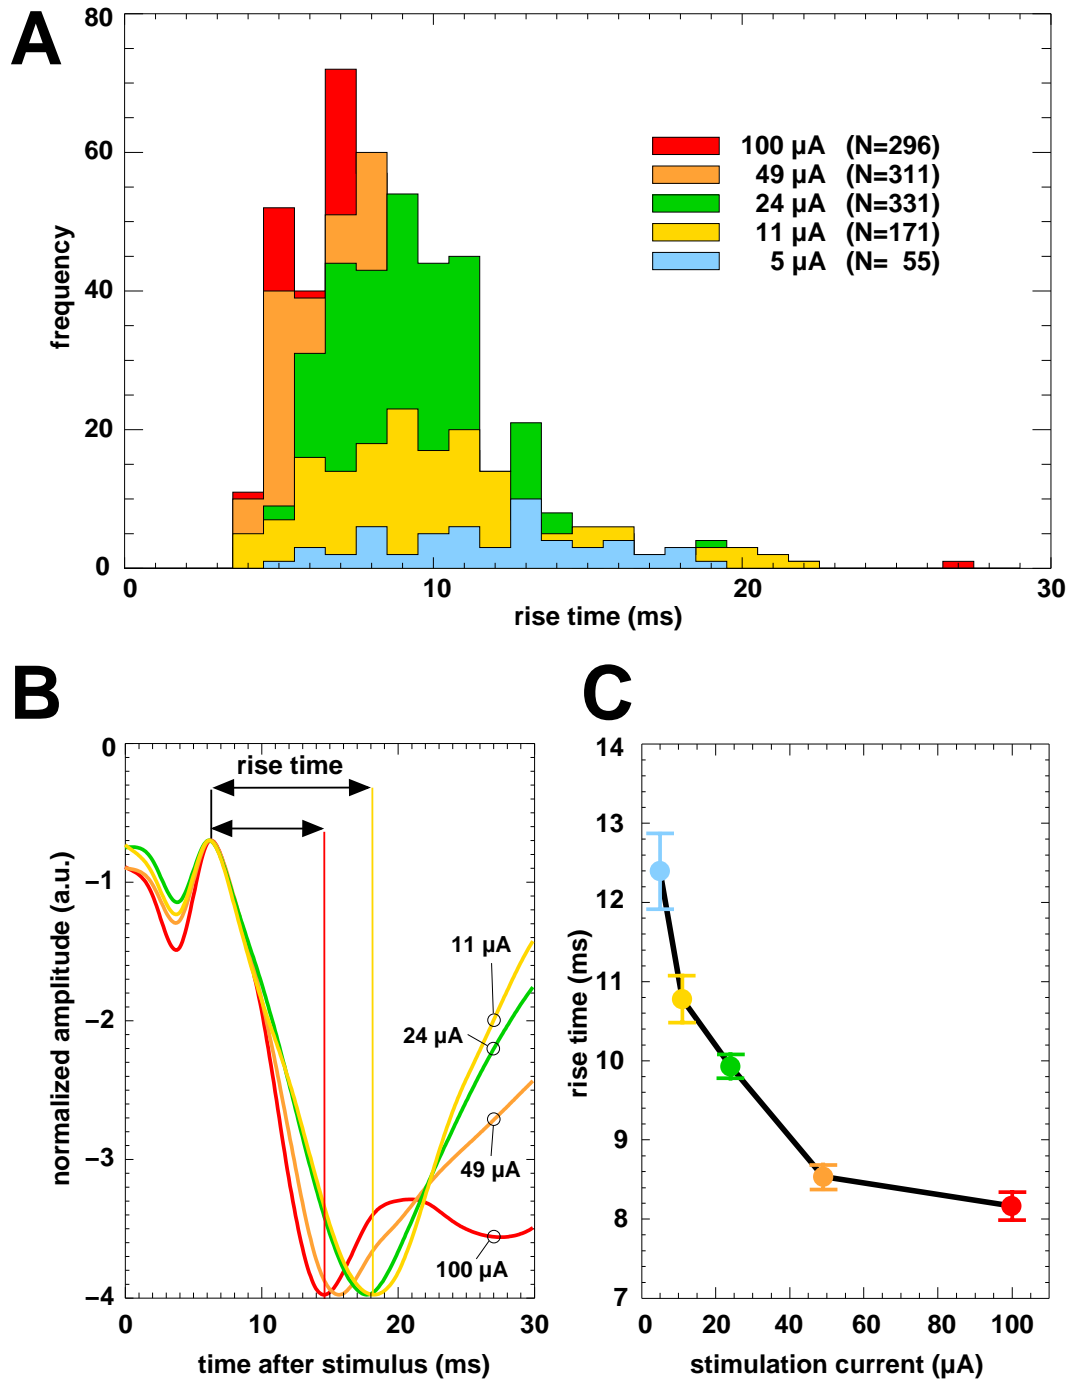 A
80
60
40
20
0
frequency
100 µA (N=296)
49 µA (N=311)
24 µA (N=331)
11 µA (N=171)
5 µA (N= 55)
0 10 20 30
rise time (ms)
B
0
−1
−2
−3
−4
normalized amplitude (a.u.)
rise time
11 µA
24 µA
49 µA
100 µA
0 10 20 30
time after stimulus (ms)
C
14
13
12
11
10
9
8
7
rise time (ms)
0 20 40 60 80 100
stimulation current (µA)